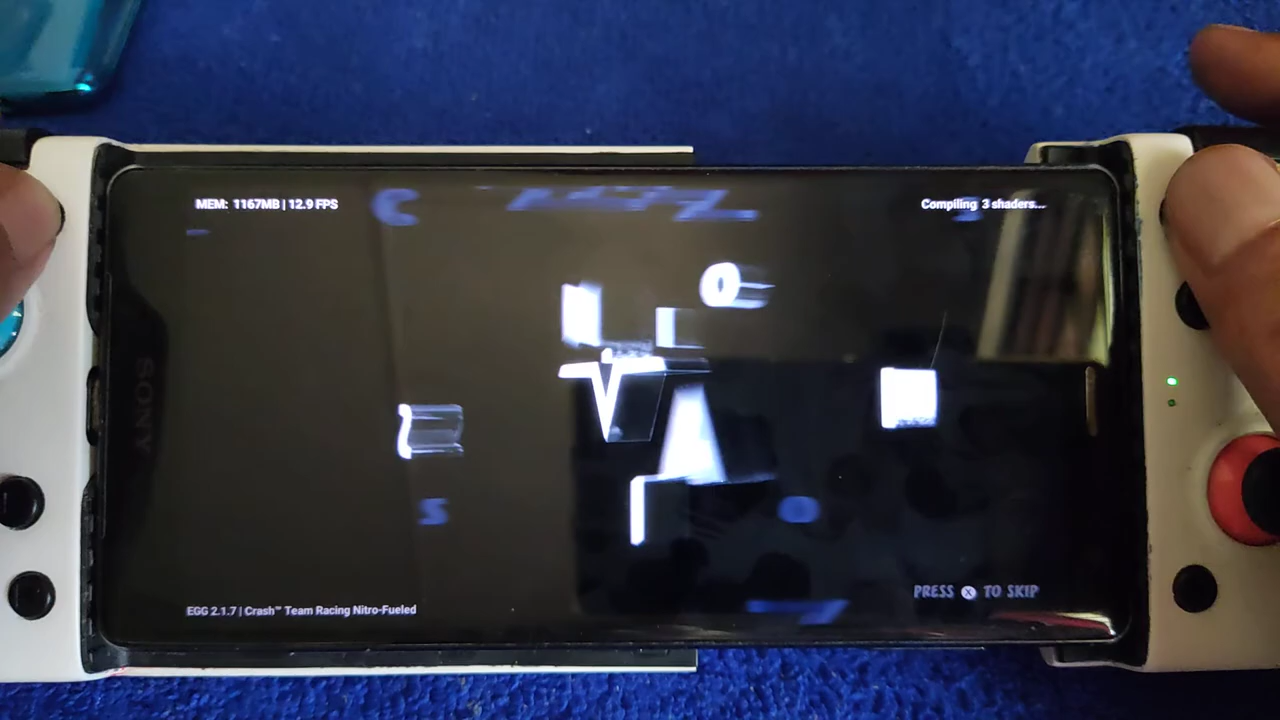 MEM: 1167MB | 12.9 FPS
Compiling 3 shaders...
SONY
PRESS X TO SKIP
EGG 2.1.7 | Crash™ Team Racing Nitro-Fueled